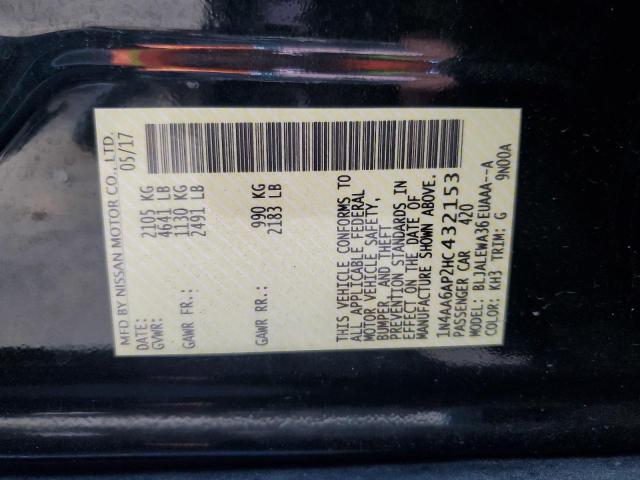 MFD BY NISSAN MOTOR CO., LTD.
DATE: 05/17
GVWR: 2105 KG
4641 LB
GAWR FR.: 1130 KG
2491 LB
GAWR RR.: 990 KG
2183 LB
THIS VEHICLE CONFORMS TO
ALL APPLICABLE FEDERAL
MOTOR VEHICLE SAFETY,
BUMPER, AND THEFT
PREVENTION STANDARDS IN
EFFECT ON THE DATE OF
MANUFACTURE SHOWN ABOVE.
1N4AA6AP2HC432153
PASSENGER CAR 420
MODEL: BLJALEWA36EUAAA--A
COLOR: KH3 TRIM: G 9N00A